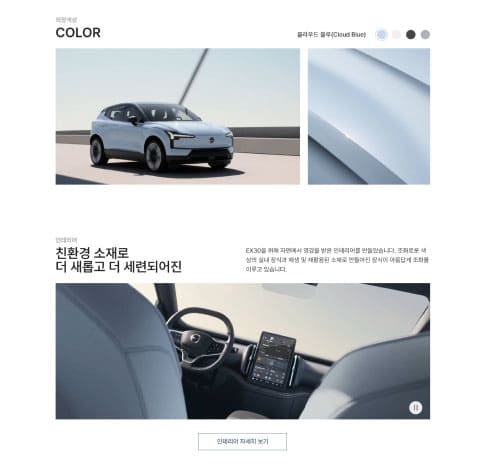 외장색상
COLOR
클라우드 블루(Cloud Blue)
인테리어
친환경 소재로
더 새롭고 더 세련되어진
EX30을 위해 자연에서 영감을 받은 인테리어를 만들었습니다. 조화로운 색
상의 실내 장식과 재생 및 재활용된 소재로 만들어진 장식이 아름답게 조화를
이루고 있습니다.
인테리어 자세히 보기